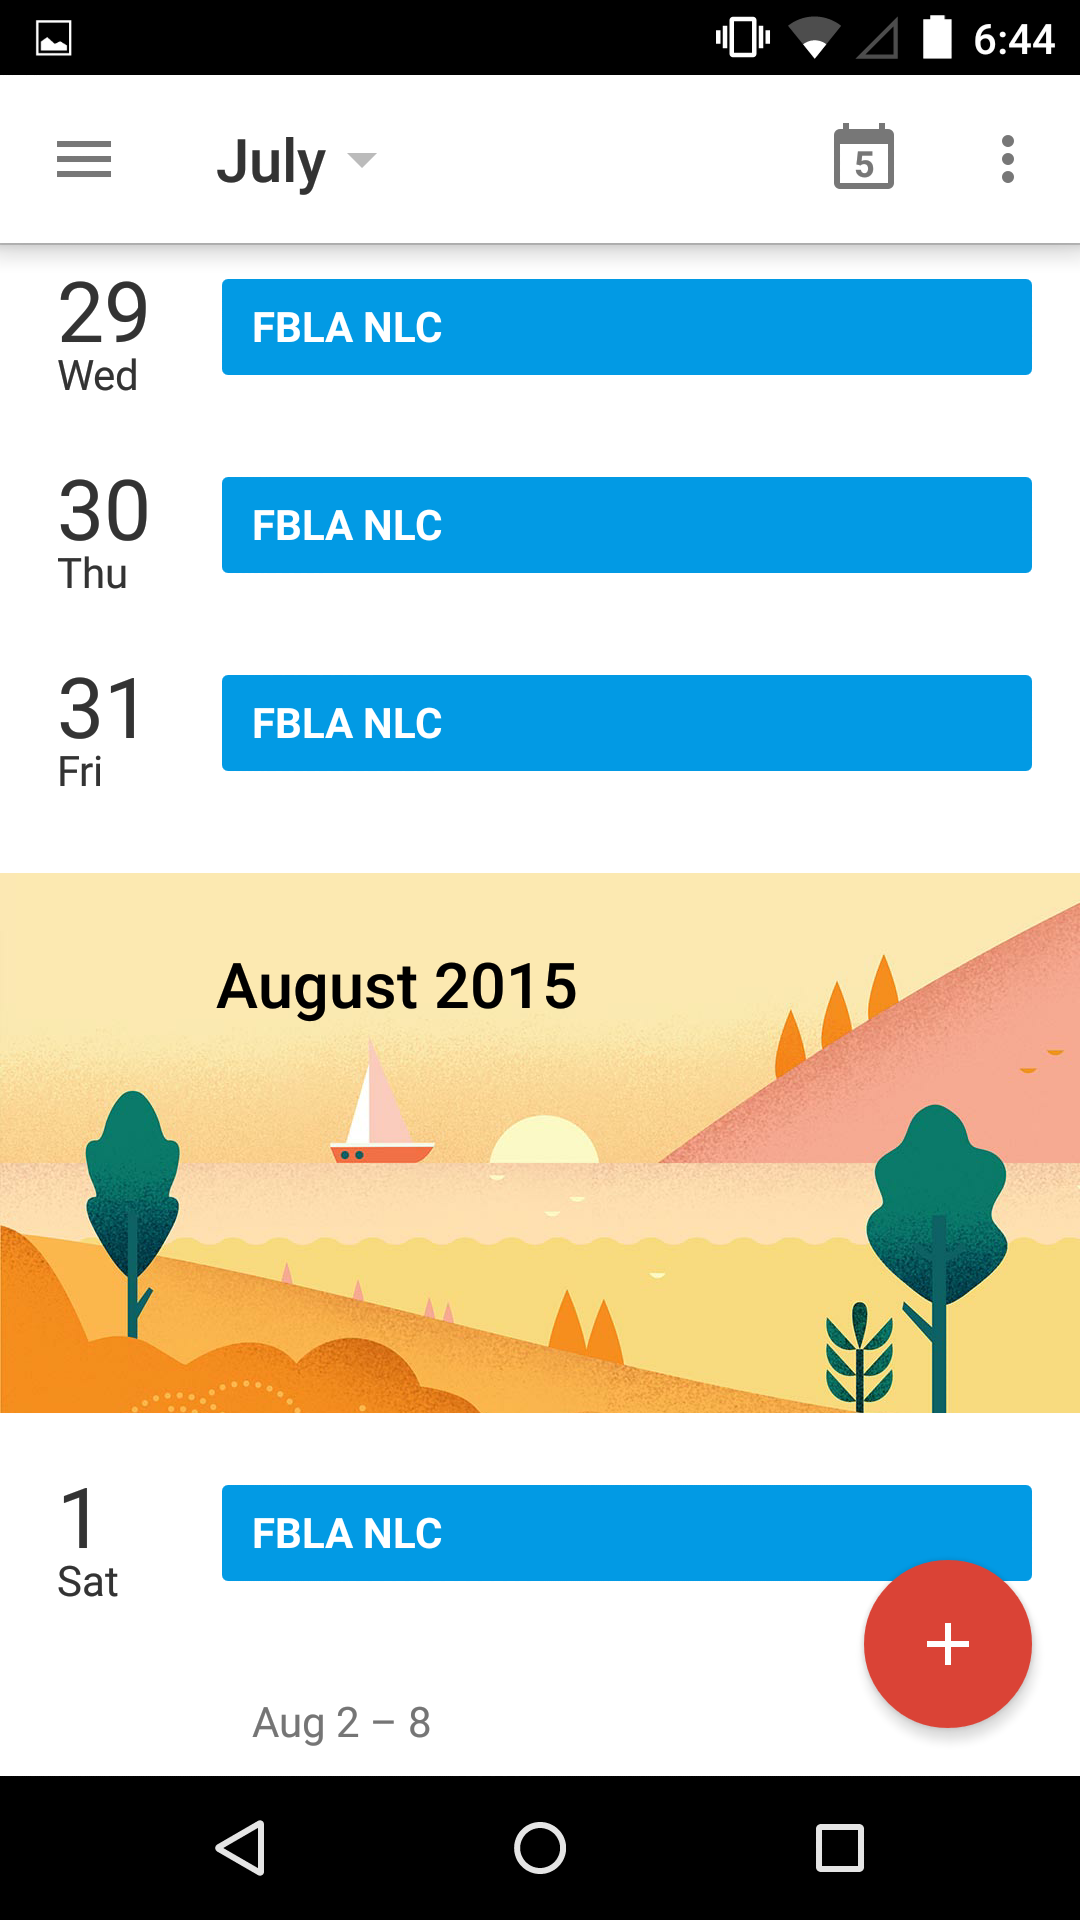 6:44
July
5
29
Wed
FBLA NLC
30
Thu
FBLA NLC
31
Fri
FBLA NLC
August 2015
1
Sat
FBLA NLC
Aug 2 – 8